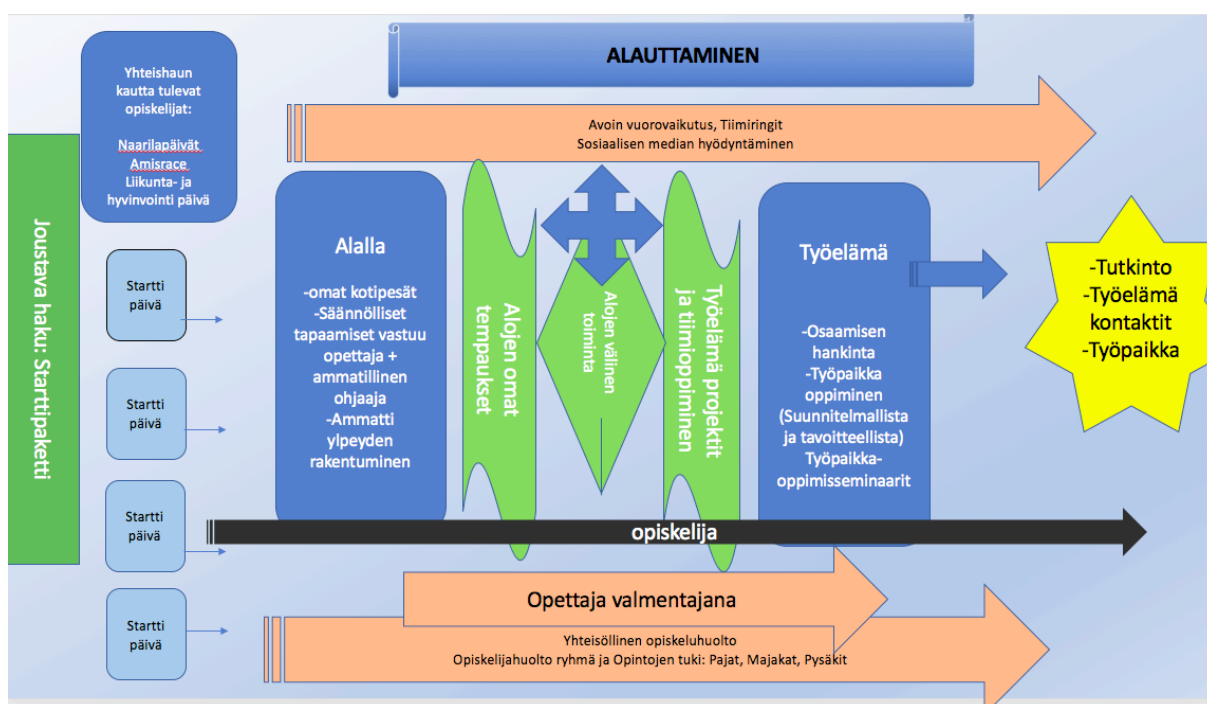 ALAUTTAMINEN
Yhteishaun
kautta tulevat
opiskelijat:
Naarilapäivät
Amisrace
Liikunta- ja
hyvinvointi päivä
Avoin vuorovaikutus, Tiimiringit
Sosiaalisen median hyödyntäminen
Joustava haku: Starttipaketti
Startti
päivä
Startti
päivä
Startti
päivä
Startti
päivä
Alalla
-omat kotipesät
-Säännölliset
tapaamiset vastuu
opettaja +
ammatillinen
ohjaaja
-Ammatti
ylpeyden
rakentuminen
Alojen omat
tempaukset
Alojen välinen
toiminta
Työelämä projektit
ja tiimioppiminen
Työelämä
-Osaamisen
hankinta
-Työpaikka
oppiminen
(Suunnitelmallista
ja tavoitteellista)
Työpaikka-
oppimisseminaarit
-Tutkinto
-Työelämä
kontaktit
-Työpaikka
opiskelija
Opettaja valmentajana
Yhteisöllinen opiskeluhuolto
Opiskelijahuolto ryhmä ja Opintojen tuki: Pajat, Majakat, Pysäkit